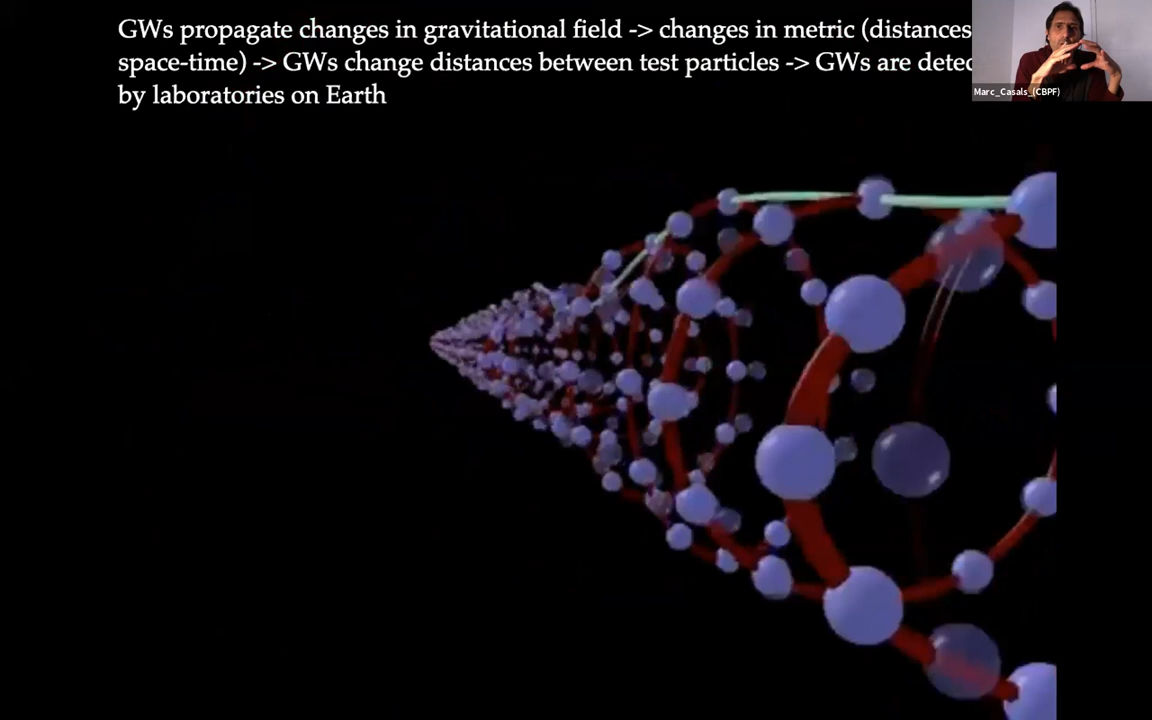 GWs propagate changes in gravitational field -> changes in metric (distances
space-time) -> GWs change distances between test particles -> GWs are
by laboratories on Earth
Marc_Casals_(CBPF)